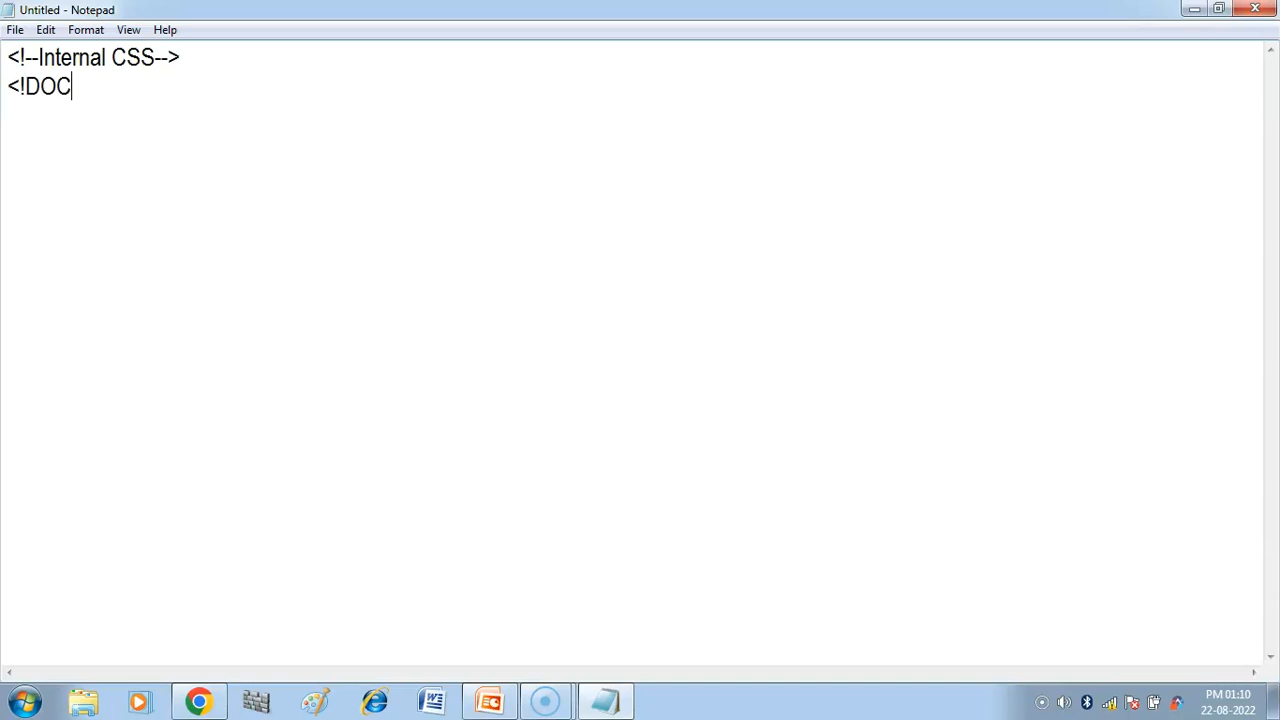 Untitled - Notepad
File Edit Format View Help
<!--Internal CSS-->
<!DOC
PM 01:10
22-08-2022